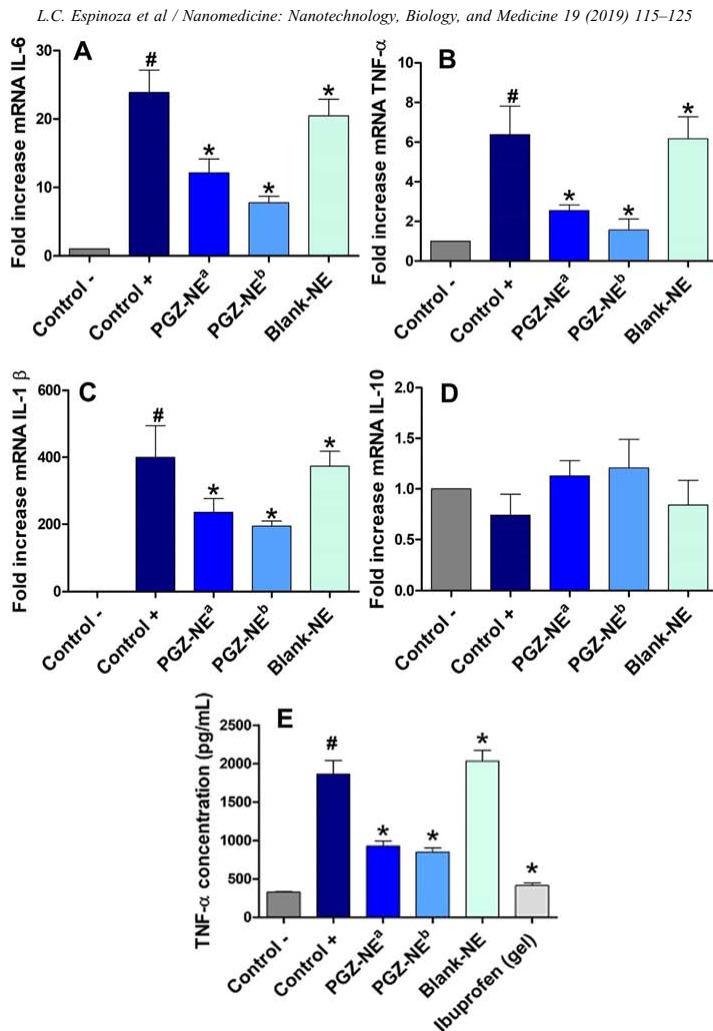 L.C. Espinoza et al / Nanomedicine: Nanotechnology, Biology, and Medicine 19 (2019) 115–125
A
Fold increase mRNA IL-6
30
20
10
0
#
*
*
*
Control -
Control +
PGZ-NEᵃ
PGZ-NEᵇ
Blank-NE
B
Fold increase mRNA TNF-α
10
8
6
4
2
0
#
*
*
*
Control -
Control +
PGZ-NEᵃ
PGZ-NEᵇ
Blank-NE
C
Fold increase mRNA IL-1 β
600
400
200
0
#
*
*
*
Control -
Control +
PGZ-NEᵃ
PGZ-NEᵇ
Blank-NE
D
Fold increase mRNA IL-10
2.0
1.5
1.0
0.5
0.0
Control -
Control +
PGZ-NEᵃ
PGZ-NEᵇ
Blank-NE
E
TNF-α concentration (pg/mL)
2500
2000
1500
1000
500
0
#
*
*
*
*
Control -
Control +
PGZ-NEᵃ
PGZ-NEᵇ
Blank-NE
Ibuprofen (gel)